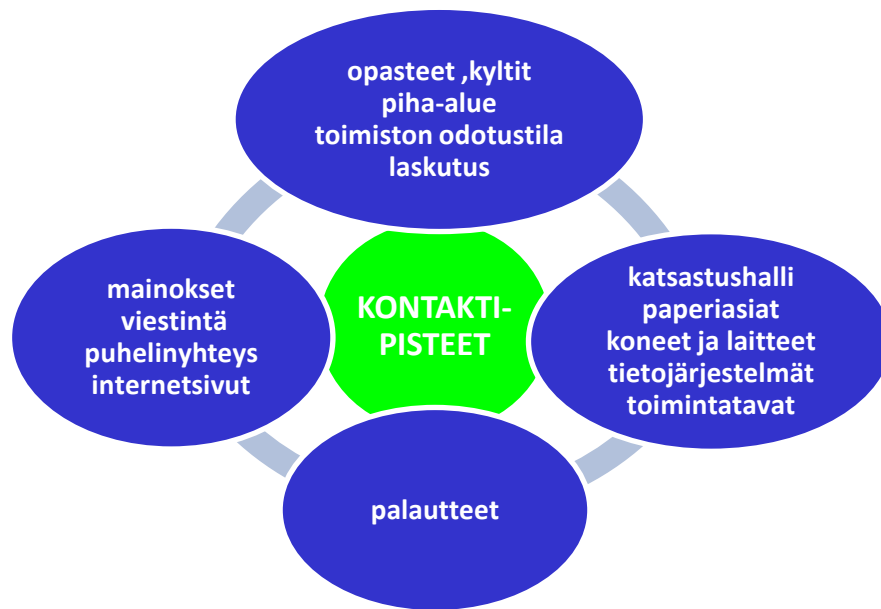 opasteet ,kyltit
piha-alue
toimiston odotustila
laskutus
mainokset
viestintä
puhelinyhteys
internetsivut
KONTAKTI-
PISTEET
katsastushalli
paperiasiat
koneet ja laitteet
tietojärjestelmät
toimintatavat
palautteet